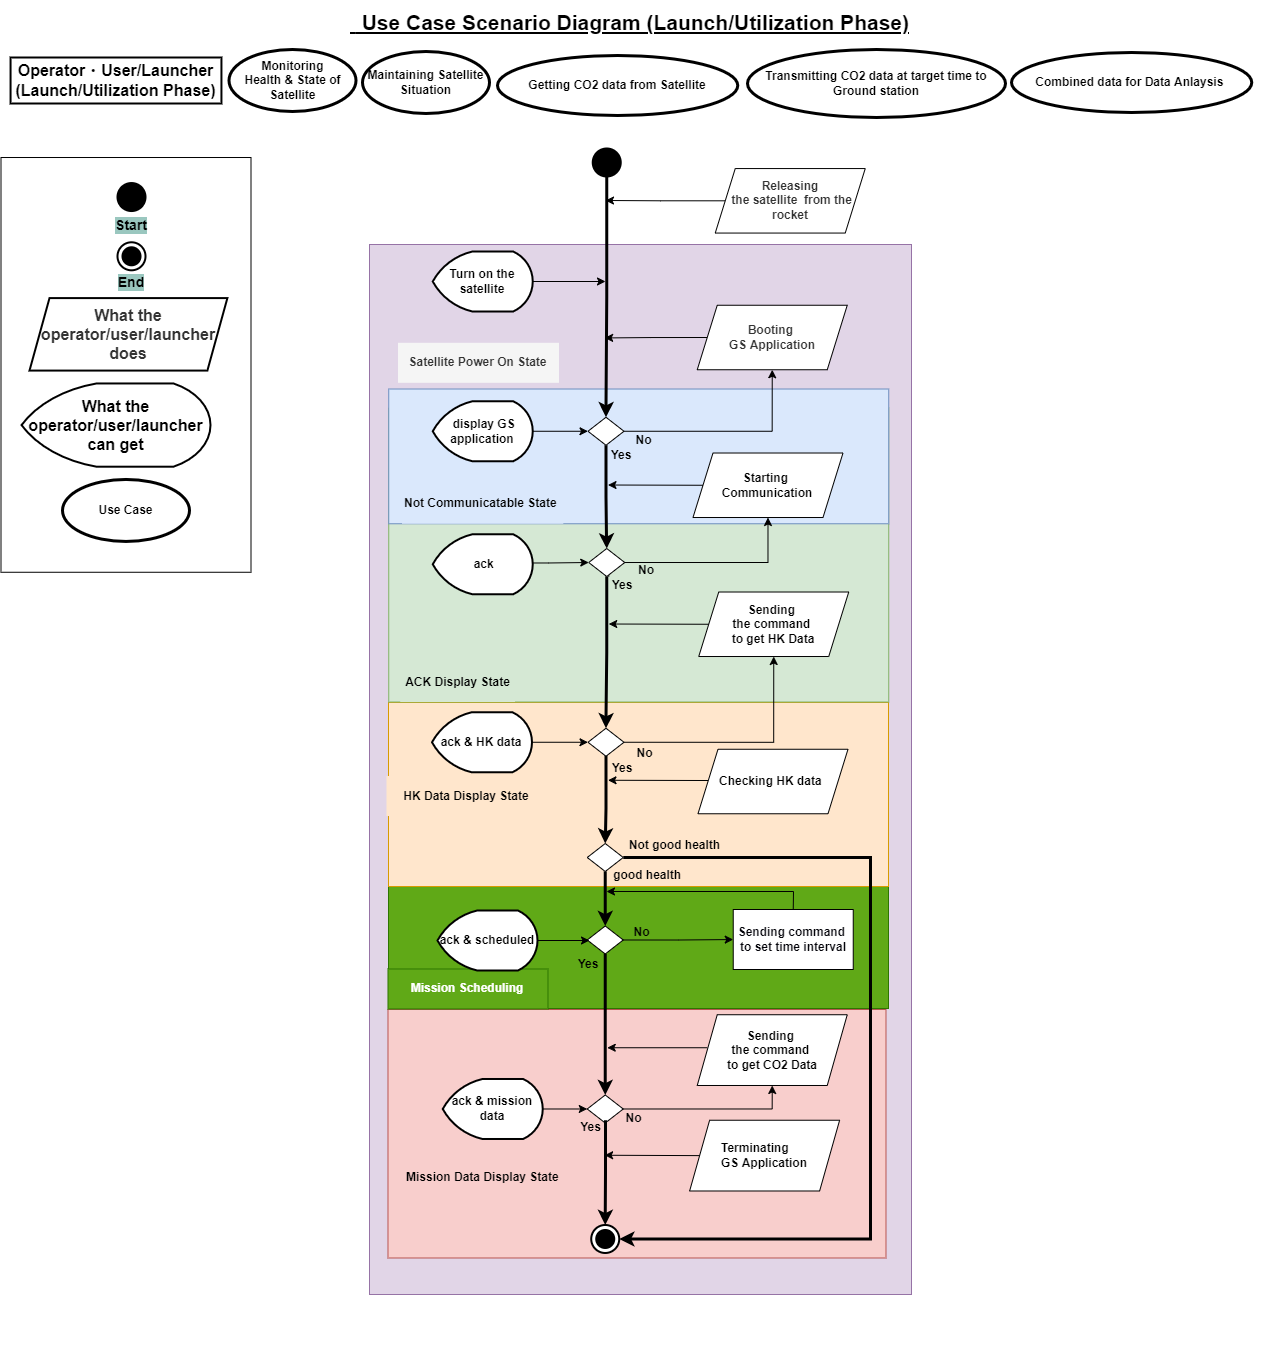 Use Case Scenario Diagram (Launch/Utilization Phase)
Operator・User/Launcher
(Launch/Utilization Phase)
Monitoring
Health & State of
Satellite
Maintaining Satellite
Situation
Getting CO2 data from Satellite
Transmitting CO2 data at target time to
Ground station
Combined data for Data Anlaysis
Start
End
What the
operator/user/launcher
does
What the
operator/user/launcher
can get
Use Case
Releasing
the satellite from the
rocket
Turn on the
satellite
Booting
GS Application
Satellite Power On State
display GS
application
No
Yes
Starting
Communication
Not Communicatable State
ack
No
Yes
Sending
the command
to get HK Data
ACK Display State
ack & HK data
No
Yes
Checking HK data
HK Data Display State
Not good health
good health
ack & scheduled
No
Sending command
to set time interval
Yes
Mission Scheduling
Sending
the command
to get CO2 Data
ack & mission
data
No
Yes
Terminating
GS Application
Mission Data Display State